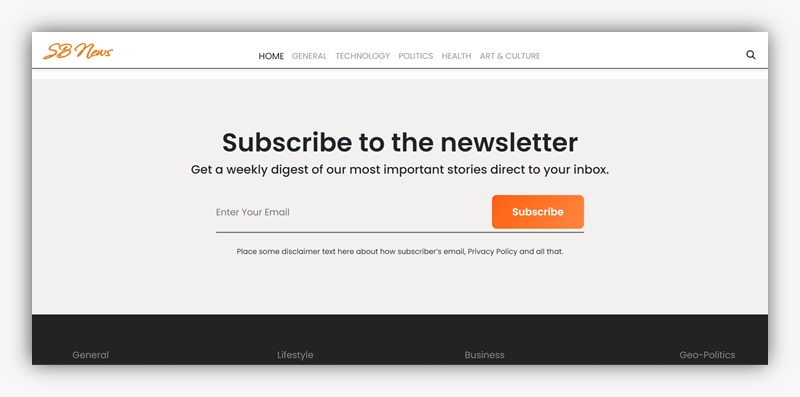 SB News
HOME GENERAL TECHNOLOGY POLITICS HEALTH ART & CULTURE
Subscribe to the newsletter
Get a weekly digest of our most important stories direct to your inbox.
Enter Your Email
Subscribe
Place some disclaimer text here about how subscriber's email, Privacy Policy and all that.
General Lifestyle Business Geo-Politics